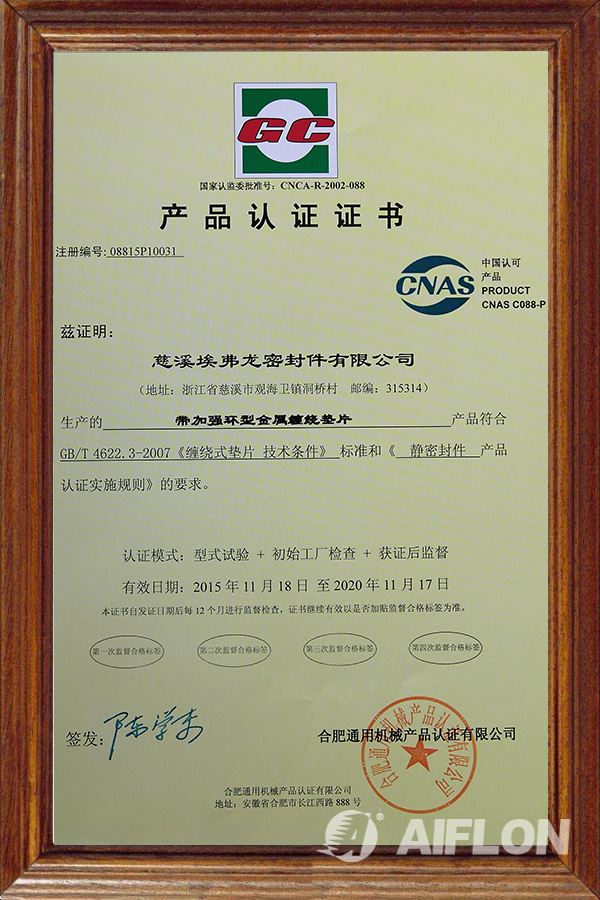 GC
国家认监委批准号：CNCA-R-2002-088
产品认证证书
注册编号: 08815P10031
CNAS
中国认可
产品
PRODUCT
CNAS C088-P
兹证明：
慈溪埃弗龙密封件有限公司
（地址：浙江省慈溪市观海卫镇洞桥村 邮编：315314）
生产的 带加强环型金属缠绕垫片 产品符合
GB/T 4622.3-2007《缠绕式垫片 技术条件》 标准和《 静密封件 产品
认证实施规则》的要求。
认证模式：型式试验 + 初始工厂检查 + 获证后监督
有效日期：2015 年 11 月 18 日 至 2020 年 11 月 17 日
本证书自发证日期后每 12 个月进行监督检查，证书继续有效以是否加贴监督合格标签为准。
第一次监督合格标签
第二次监督合格标签
第三次监督合格标签
第四次监督合格标签
签发：
合肥通用机械产品认证有限公司
合肥通用机械产品认证有限公司
合肥通用机械产品认证有限公司
地址：安徽省合肥市长江西路 888 号
AIFLON